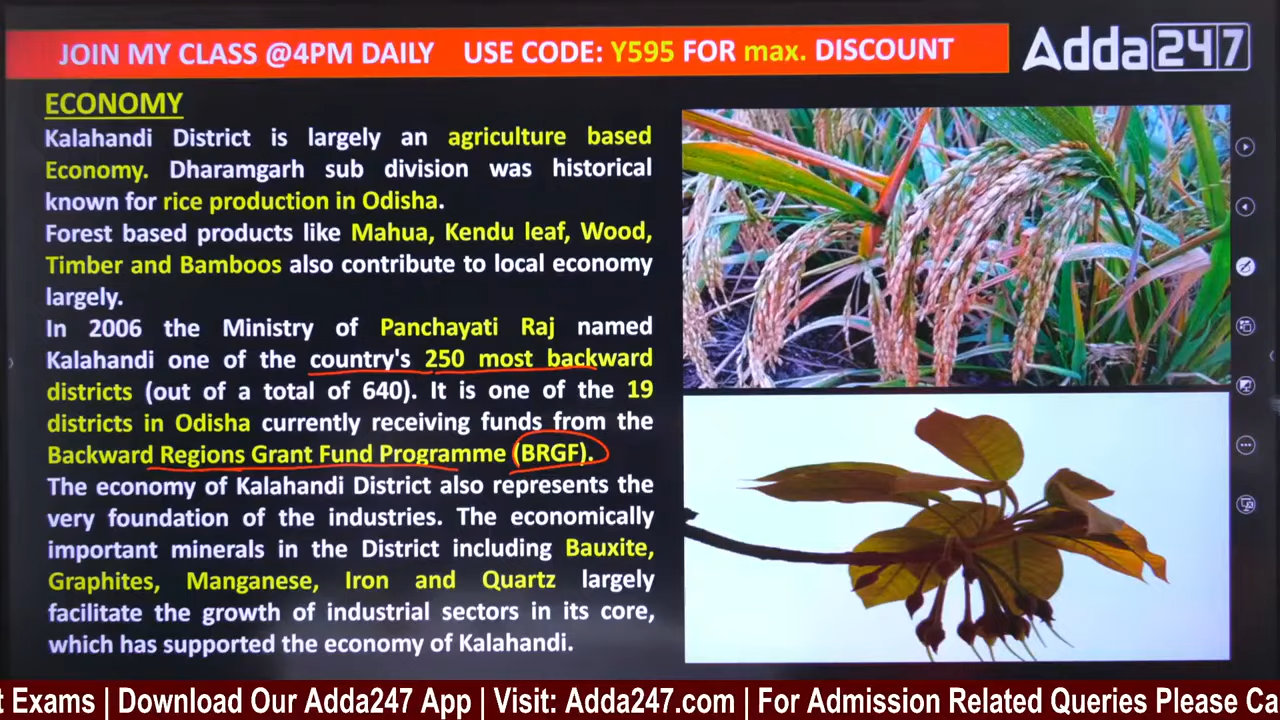 JOIN MY CLASS @4PM DAILY USE CODE: Y595 FOR max. DISCOUNT
Adda247
ECONOMY
Kalahandi District is largely an agriculture based
Economy. Dharamgarh sub division was historical
known for rice production in Odisha.
Forest based products like Mahua, Kendu leaf, Wood,
Timber and Bamboos also contribute to local economy
largely.
In 2006 the Ministry of Panchayati Raj named
Kalahandi one of the country's 250 most backward
districts (out of a total of 640). It is one of the 19
districts in Odisha currently receiving funds from the
Backward Regions Grant Fund Programme (BRGF).
The economy of Kalahandi District also represents the
very foundation of the industries. The economically
important minerals in the District including Bauxite,
Graphites, Manganese, Iron and Quartz largely
facilitate the growth of industrial sectors in its core,
which has supported the economy of Kalahandi.
t Exams | Download Our Adda247 App | Visit: Adda247.com | For Admission Related Queries Please Ca